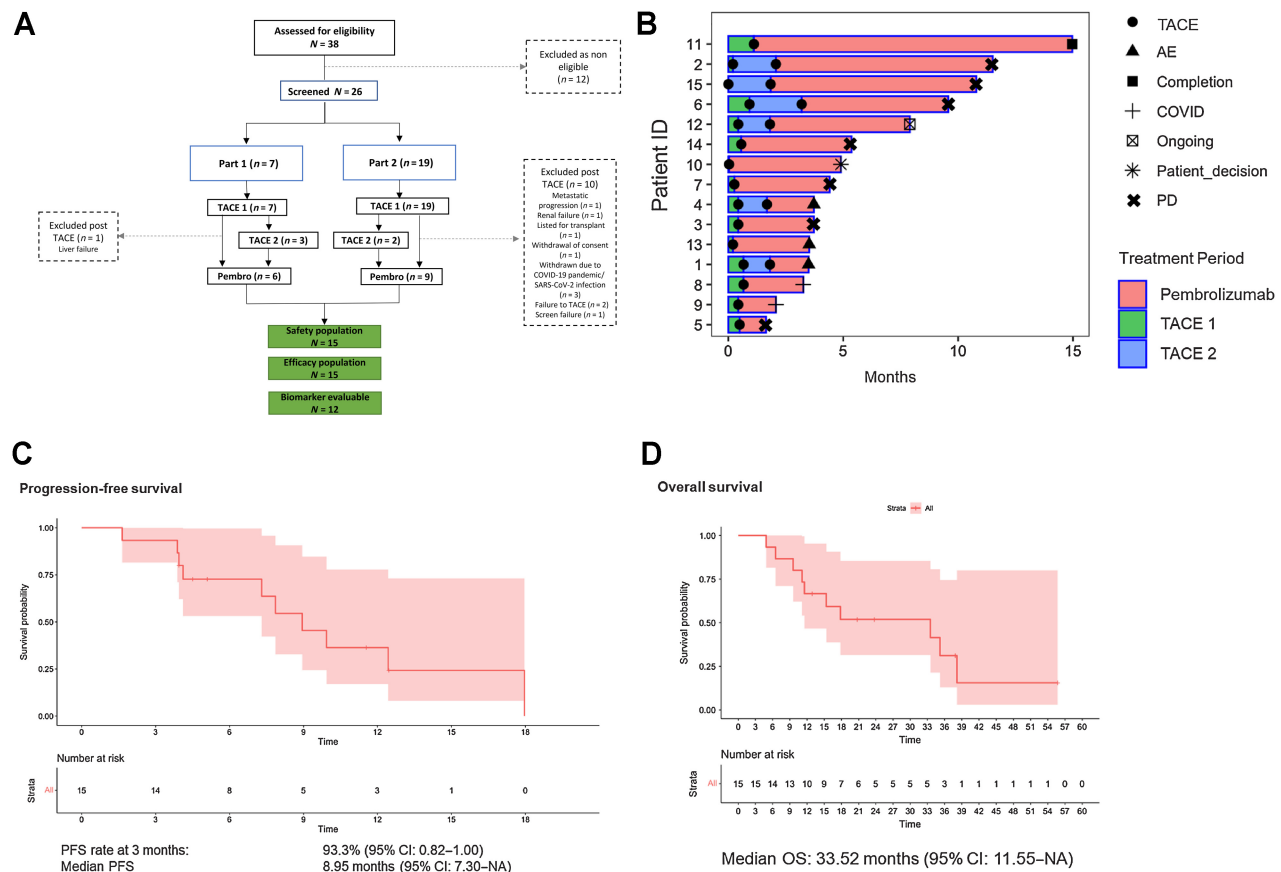 A
Assessed for eligibility
N = 38
Excluded as non
eligible
(n = 12)
Screened N = 26
Part 1 (n = 7)
Part 2 (n = 19)
TACE 1 (n = 7)
TACE 1 (n = 19)
Excluded post
TACE (n = 1)
Liver failure
TACE 2 (n = 3)
TACE 2 (n = 2)
Pembro (n = 6)
Pembro (n = 9)
Excluded post
TACE (n = 10)
Metastatic
progression (n = 1)
Renal failure (n = 1)
Listed for transplant
(n = 1)
Withdrawal of consent
(n = 1)
Withdrawn due to
COVID-19 pandemic/
SARS-CoV-2 infection
(n = 3)
Failure to TACE (n = 2)
Screen failure (n = 1)
Safety population
N = 15
Efficacy population
N = 15
Biomarker evaluable
N = 12
B
Patient ID
11
2
15
6
12
14
10
7
4
3
13
1
8
9
5
0 5 10 15
Months
TACE
AE
Completion
COVID
Ongoing
Patient_decision
PD
Treatment Period
Pembrolizumab
TACE 1
TACE 2
C
Progression-free survival
Survival probability
1.00
0.75
0.50
0.25
0.00
0 3 6 9 12 15 18
Time
Number at risk
Strata
All
15 14 8 5 3 1 0
0 3 6 9 12 15 18
Time
PFS rate at 3 months: 93.3% (95% CI: 0.82–1.00)
Median PFS 8.95 months (95% CI: 7.30–NA)
D
Overall survival
Strata All
Survival probability
1.00
0.75
0.50
0.25
0.00
0 3 6 9 12 15 18 21 24 27 30 33 36 39 42 45 48 51 54 57 60
Time
Number at risk
Strata
All
15 15 14 13 10 9 7 6 5 5 5 5 3 1 1 1 1 1 1 0 0
0 3 6 9 12 15 18 21 24 27 30 33 36 39 42 45 48 51 54 57 60
Time
Median OS: 33.52 months (95% CI: 11.55–NA)